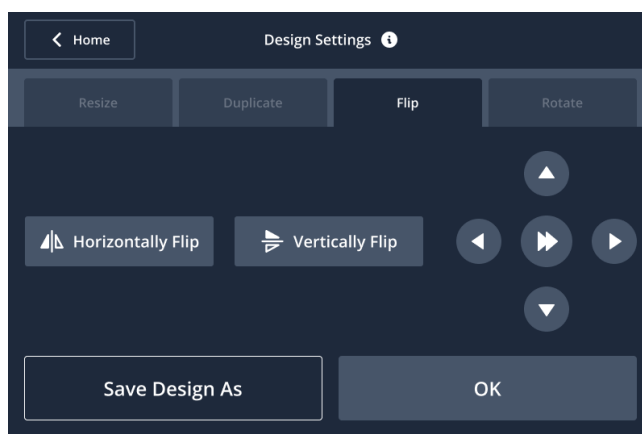 Home
Design Settings
Resize
Duplicate
Flip
Rotate
Horizontally Flip
Vertically Flip
Save Design As
OK